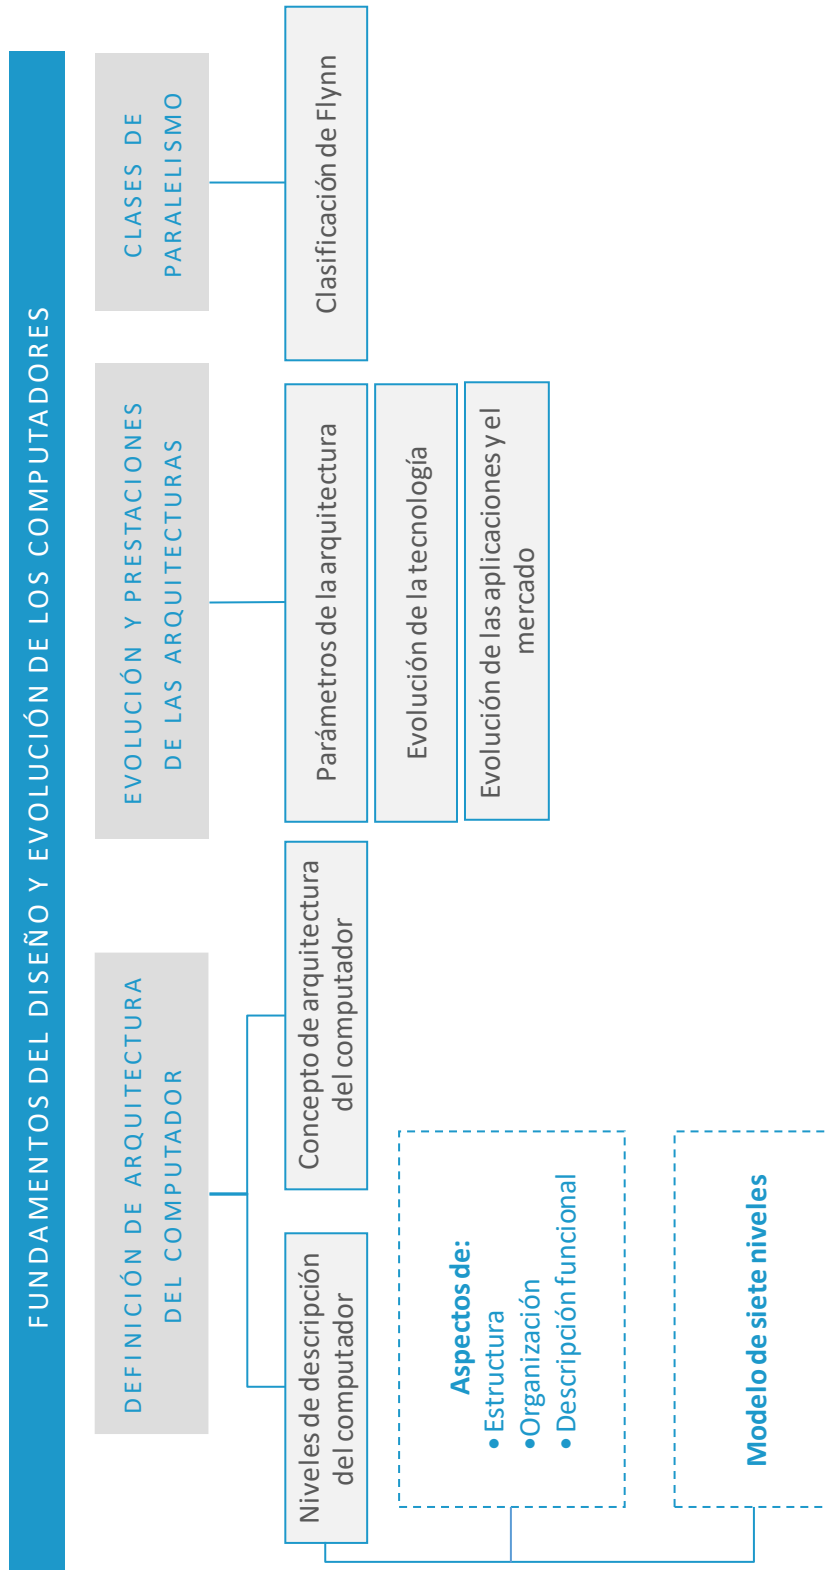 FUNDAMENTOS DEL DISEÑO Y EVOLUCIÓN DE LOS COMPUTADORES
DEFINICIÓN DE ARQUITECTURA
DEL COMPUTADOR
Niveles de descripción
del computador
Aspectos de:
• Estructura
•Organización
• Descripción funcional
Modelo de siete niveles
Concepto de arquitectura
del computador
EVOLUCIÓN Y PRESTACIONES
DE LAS ARQUITECTURAS
Parámetros de la arquitectura
Evolución de la tecnología
Evolución de las aplicaciones y el
mercado
CLASES DE
PARALELISMO
Clasificación de Flynn